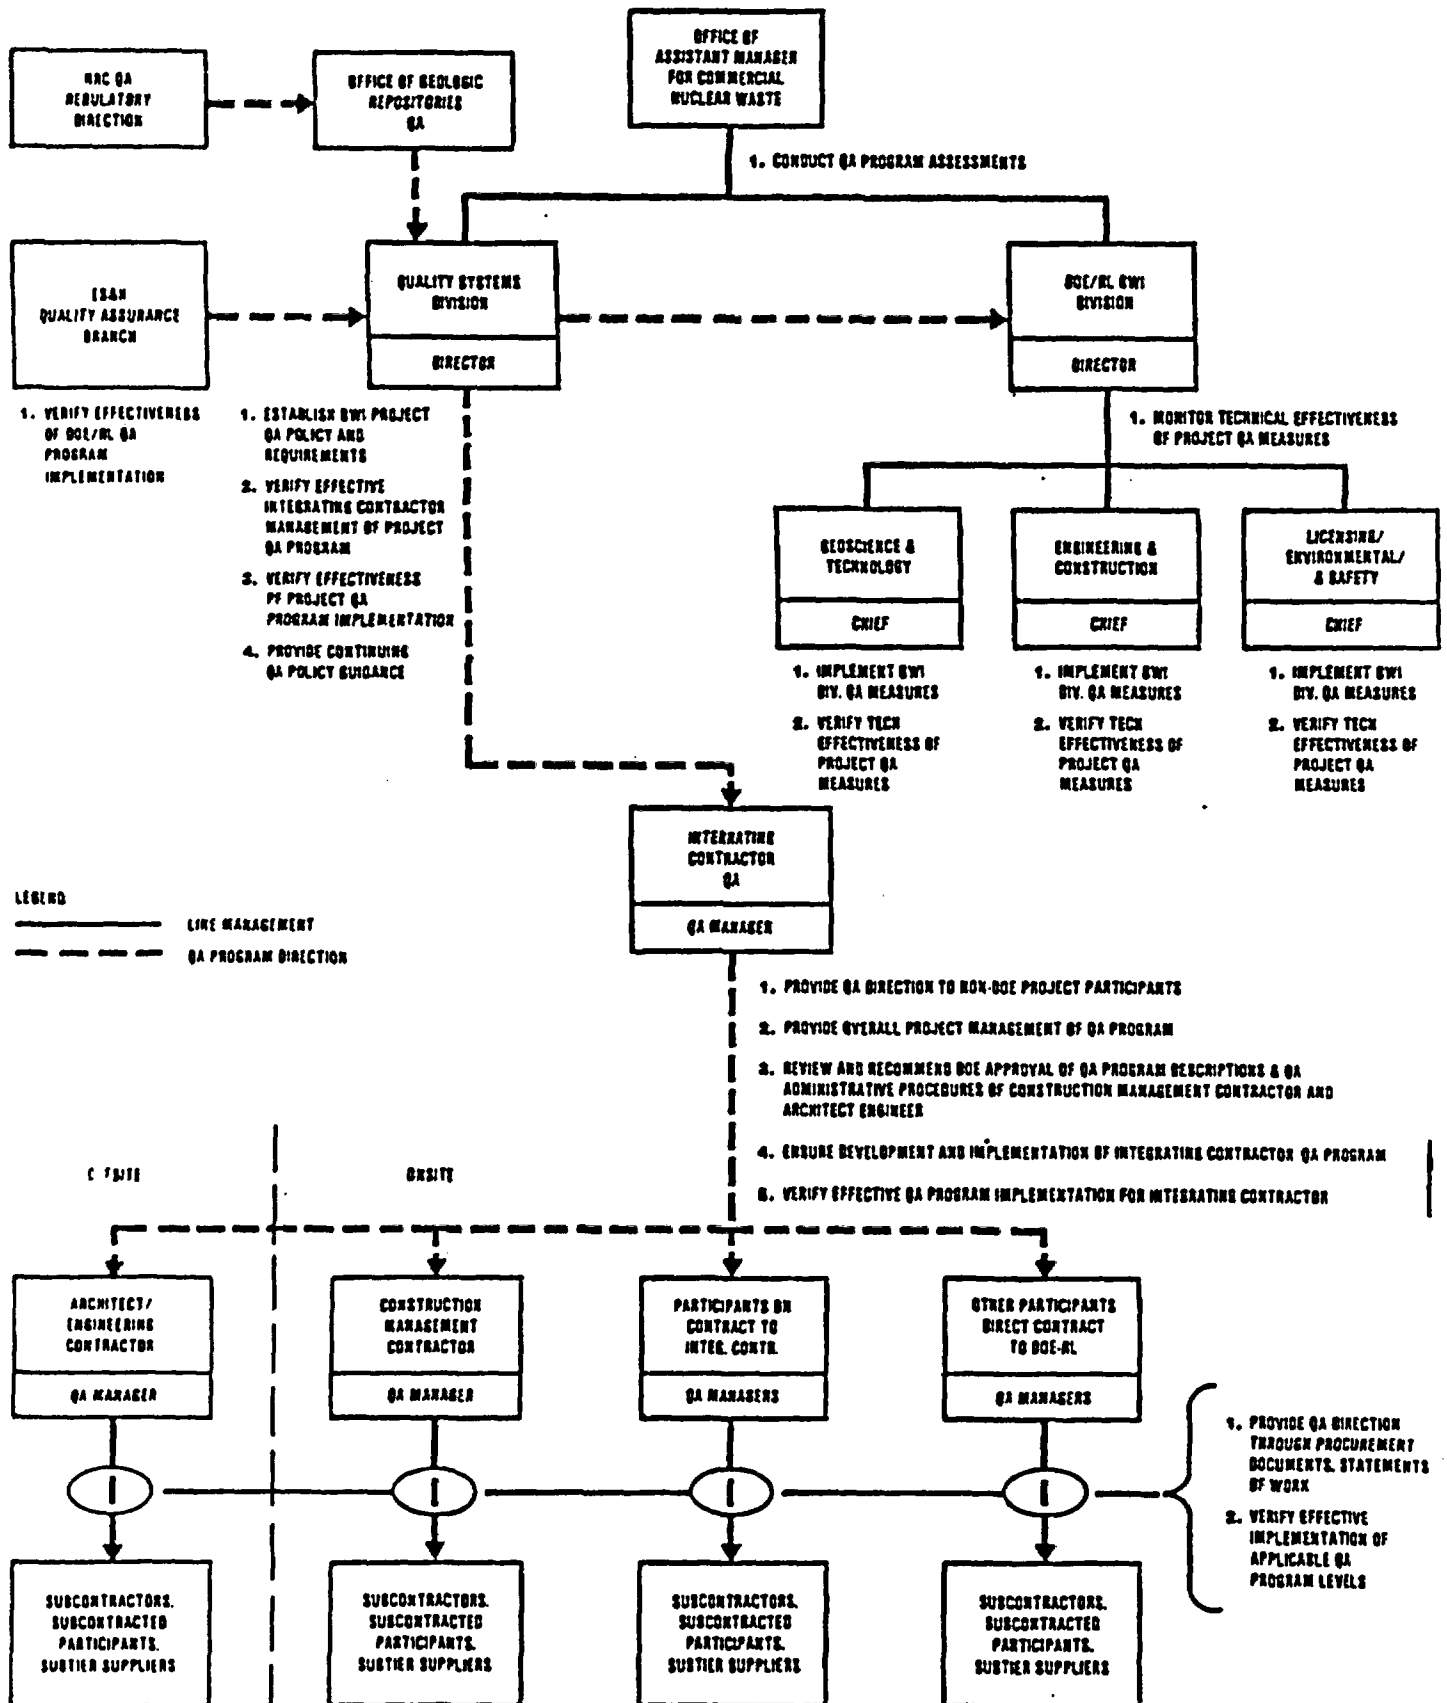 NRC QA
REGULATORY
DIRECTION
OFFICE OF GEOLOGIC
REPOSITORIES
QA
OFFICE OF
ASSISTANT MANAGER
FOR COMMERCIAL
NUCLEAR WASTE
1. CONDUCT QA PROGRAM ASSESSMENTS
ES&H
QUALITY ASSURANCE
BRANCH
QUALITY SYSTEMS
DIVISION
DIRECTOR
DOE/RL BWI
DIVISION
DIRECTOR
1. VERIFY EFFECTIVENESS
OF DOE/RL QA
PROGRAM
IMPLEMENTATION
1. ESTABLISH BWI PROJECT
QA POLICY AND
REQUIREMENTS
2. VERIFY EFFECTIVE
INTEGRATING CONTRACTOR
MANAGEMENT OF PROJECT
QA PROGRAM
3. VERIFY EFFECTIVENESS
PF PROJECT QA
PROGRAM IMPLEMENTATION
4. PROVIDE CONTINUING
QA POLICY GUIDANCE
1. MONITOR TECHNICAL EFFECTIVENESS
OF PROJECT QA MEASURES
GEOSCIENCE &
TECHNOLOGY
CHIEF
ENGINEERING &
CONSTRUCTION
CHIEF
LICENSING/
ENVIRONMENTAL/
& SAFETY
CHIEF
1. IMPLEMENT BWI
DIV. QA MEASURES
2. VERIFY TECH
EFFECTIVENESS OF
PROJECT QA
MEASURES
1. IMPLEMENT BWI
DIV. QA MEASURES
2. VERIFY TECH
EFFECTIVENESS OF
PROJECT QA
MEASURES
1. IMPLEMENT BWI
DIV. QA MEASURES
2. VERIFY TECH
EFFECTIVENESS OF
PROJECT QA
MEASURES
INTEGRATING
CONTRACTOR
QA
QA MANAGER
LEGEND
LINE MANAGEMENT
QA PROGRAM DIRECTION
1. PROVIDE QA DIRECTION TO NON-DOE PROJECT PARTICIPANTS
2. PROVIDE OVERALL PROJECT MANAGEMENT OF QA PROGRAM
3. REVIEW AND RECOMMEND DOE APPROVAL OF QA PROGRAM DESCRIPTIONS & QA
ADMINISTRATIVE PROCEDURES OF CONSTRUCTION MANAGEMENT CONTRACTOR AND
ARCHITECT ENGINEER
4. ENSURE DEVELOPMENT AND IMPLEMENTATION OF INTEGRATING CONTRACTOR QA PROGRAM
5. VERIFY EFFECTIVE QA PROGRAM IMPLEMENTATION FOR INTEGRATING CONTRACTOR
ONSITE
ARCHITECT/
ENGINEERING
CONTRACTOR
QA MANAGER
CONSTRUCTION
MANAGEMENT
CONTRACTOR
QA MANAGER
PARTICIPANTS ON
CONTRACT TO
INTEG. CONTR.
QA MANAGERS
OTHER PARTICIPANTS
DIRECT CONTRACT
TO DOE-RL
QA MANAGERS
1. PROVIDE QA DIRECTION
THROUGH PROCUREMENT
DOCUMENTS, STATEMENTS
OF WORK
2. VERIFY EFFECTIVE
IMPLEMENTATION OF
APPLICABLE QA
PROGRAM LEVELS
SUBCONTRACTORS,
SUBCONTRACTED
PARTICIPANTS,
SUBTIER SUPPLIERS
SUBCONTRACTORS,
SUBCONTRACTED
PARTICIPANTS,
SUBTIER SUPPLIERS
SUBCONTRACTORS,
SUBCONTRACTED
PARTICIPANTS,
SUBTIER SUPPLIERS
SUBCONTRACTORS,
SUBCONTRACTED
PARTICIPANTS,
SUBTIER SUPPLIERS